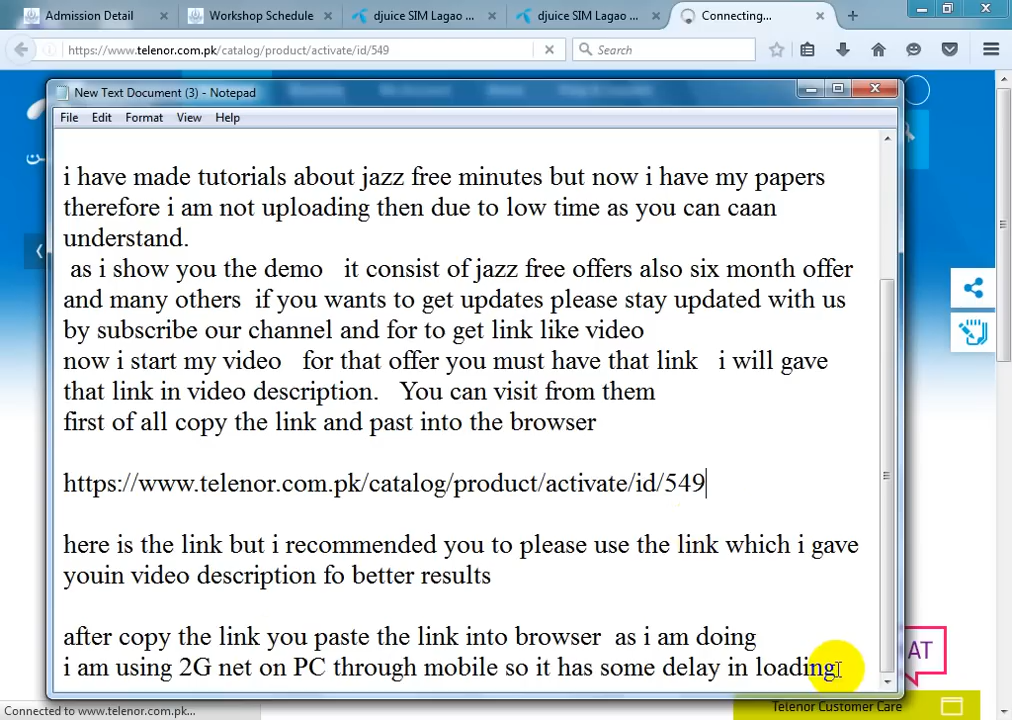 Admission Detail
Workshop Schedule
djuice SIM Lagao ...
djuice SIM Lagao ...
Connecting...
https://www.telenor.com.pk/catalog/product/activate/id/549
Search
New Text Document (3) - Notepad
File Edit Format View Help
i have made tutorials about jazz free minutes but now i have my papers
therefore i am not uploading then due to low time as you can caan
understand.
as i show you the demo it consist of jazz free offers also six month offer
and many others if you wants to get updates please stay updated with us
by subscribe our channel and for to get link like video
now i start my video for that offer you must have that link i will gave
that link in video description. You can visit from them
first of all copy the link and past into the browser
https://www.telenor.com.pk/catalog/product/activate/id/549
here is the link but i recommended you to please use the link which i gave
youin video description fo better results
after copy the link you paste the link into browser as i am doing
i am using 2G net on PC through mobile so it has some delay in loading
AT
Telenor Customer Care
Connected to www.telenor.com.pk...